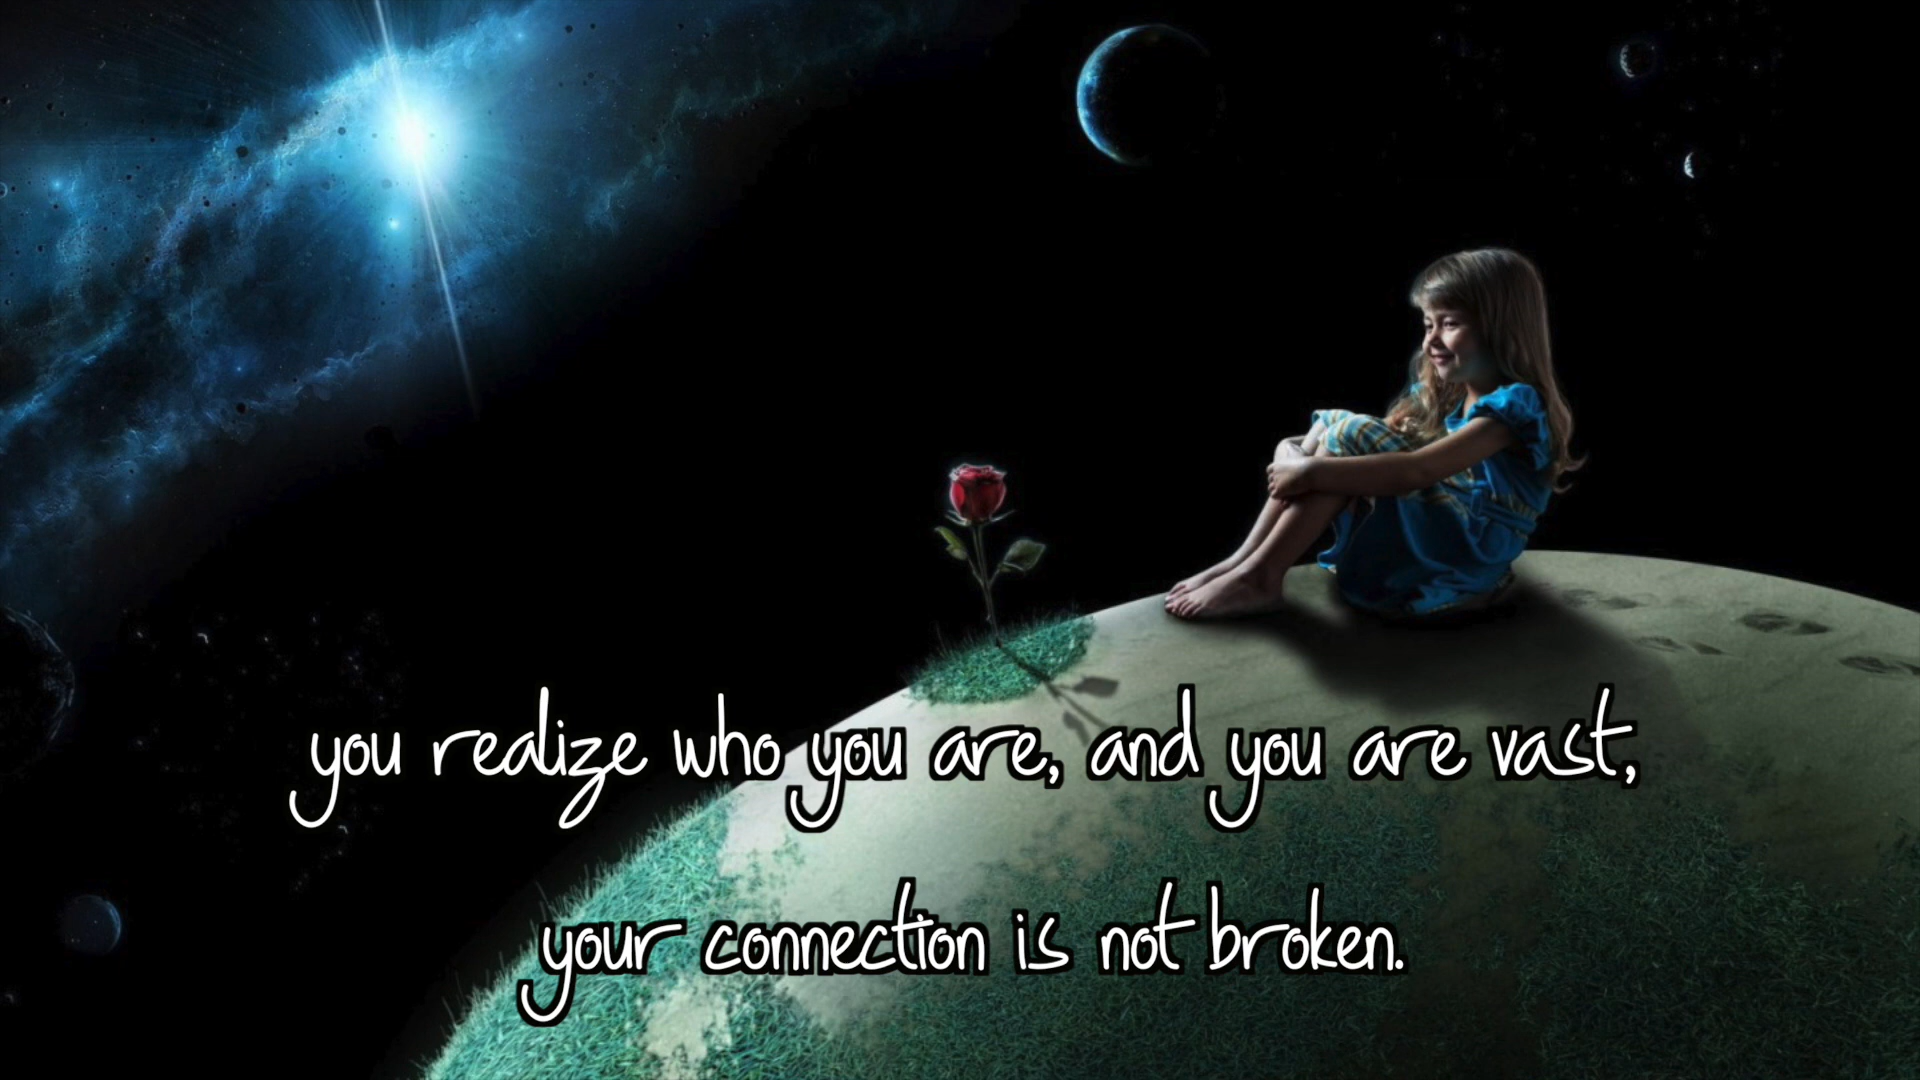 you realize who you are, and you are vast,
your connection is not broken.